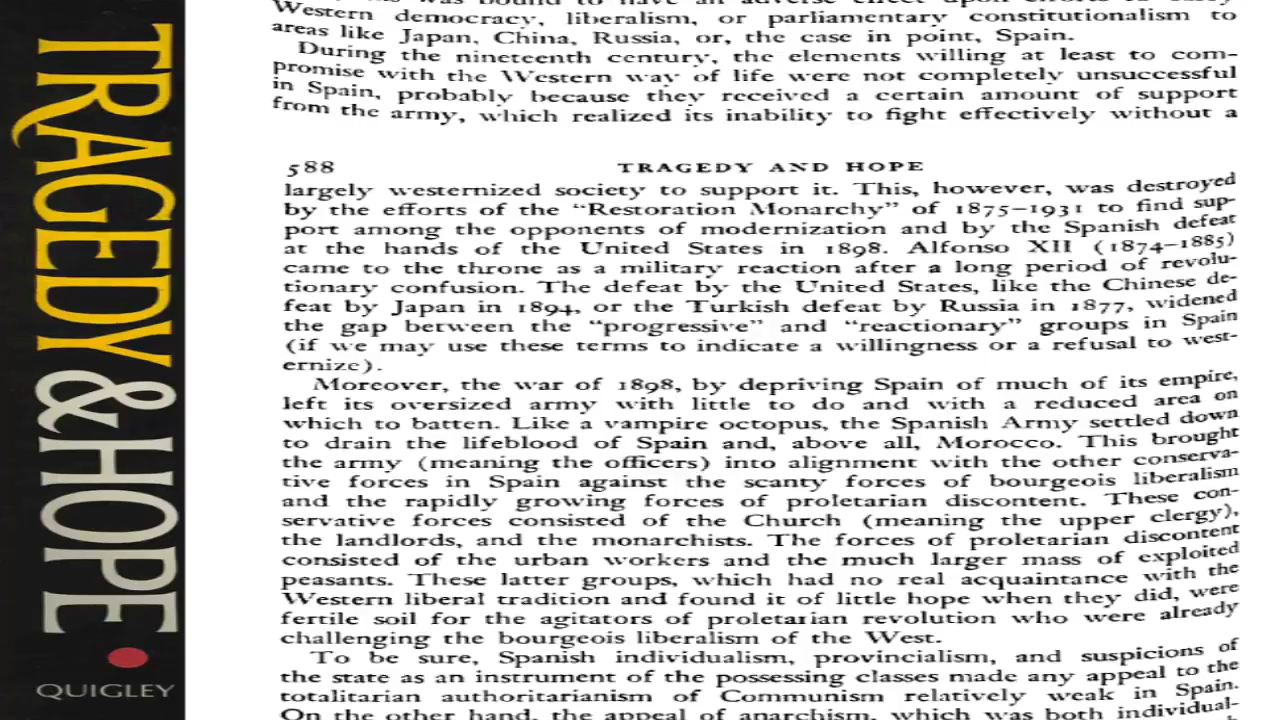 TRAGEDY & HOPE
QUIGLEY
was bound to have an adverse effect upon efforts to carry
Western democracy, liberalism, or parliamentary constitutionalism to
areas like Japan, China, Russia, or, the case in point, Spain.
During the nineteenth century, the elements willing at least to com-
promise with the Western way of life were not completely unsuccessful
in Spain, probably because they received a certain amount of support
from the army, which realized its inability to fight effectively without a
588 TRAGEDY AND HOPE
largely westernized society to support it. This, however, was destroyed
by the efforts of the “Restoration Monarchy” of 1875–1931 to find sup-
port among the opponents of modernization and by the Spanish defeat
at the hands of the United States in 1898. Alfonso XII (1874–1885)
came to the throne as a military reaction after a long period of revolu-
tionary confusion. The defeat by the United States, like the Chinese de-
feat by Japan in 1894, or the Turkish defeat by Russia in 1877, widened
the gap between the “progressive” and “reactionary” groups in Spain
(if we may use these terms to indicate a willingness or a refusal to west-
ernize).
Moreover, the war of 1898, by depriving Spain of much of its empire,
left its oversized army with little to do and with a reduced area on
which to batten. Like a vampire octopus, the Spanish Army settled down
to drain the lifeblood of Spain and, above all, Morocco. This brought
the army (meaning the officers) into alignment with the other conserva-
tive forces in Spain against the scanty forces of bourgeois liberalism
and the rapidly growing forces of proletarian discontent. These con-
servative forces consisted of the Church (meaning the upper clergy),
the landlords, and the monarchists. The forces of proletarian discontent
consisted of the urban workers and the much larger mass of exploited
peasants. These latter groups, which had no real acquaintance with the
Western liberal tradition and found it of little hope when they did, were
fertile soil for the agitators of proletarian revolution who were already
challenging the bourgeois liberalism of the West.
To be sure, Spanish individualism, provincialism, and suspicions of
the state as an instrument of the possessing classes made any appeal to the
totalitarian authoritarianism of Communism relatively weak in Spain.
On the other hand, the appeal of anarchism, which was both individual-